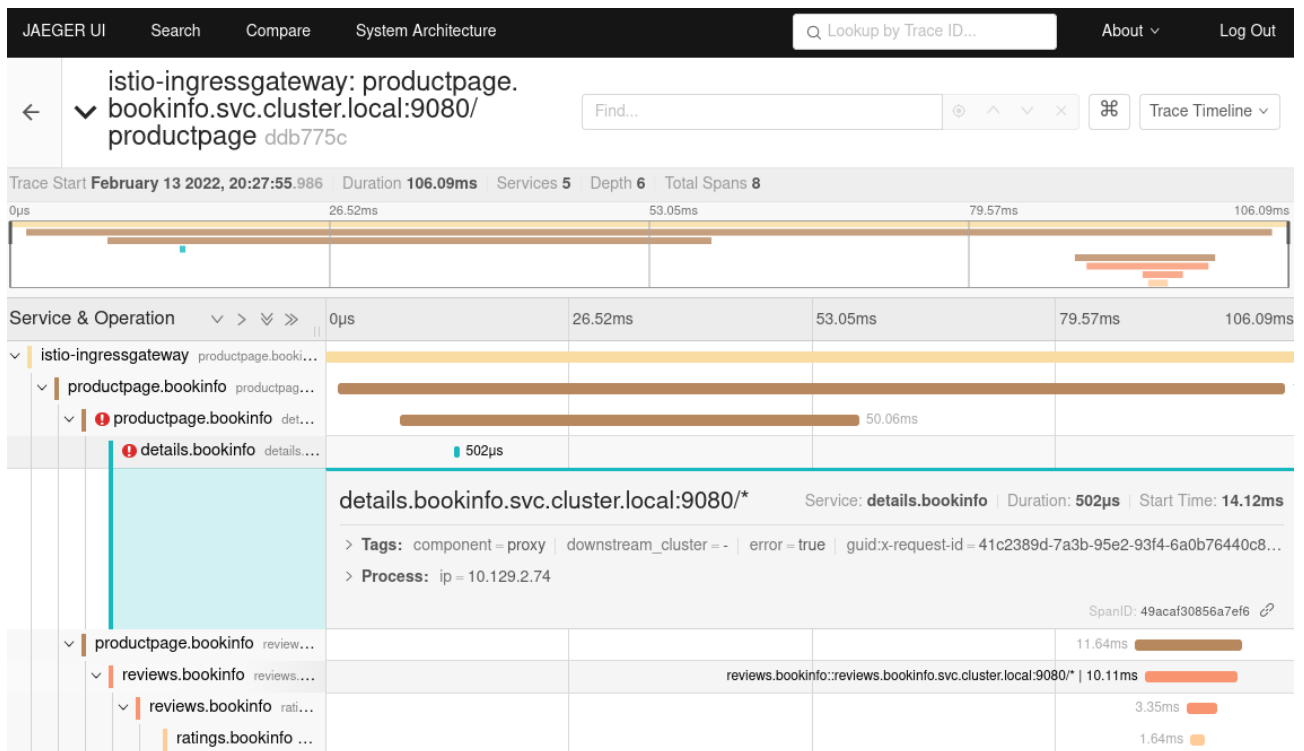 JAEGER UI Search Compare System Architecture Lookup by Trace ID... About Log Out
istio-ingressgateway: productpage.
bookinfo.svc.cluster.local:9080/
productpage ddb775c
Find... ⌘ Trace Timeline
Trace Start February 13 2022, 20:27:55.986 Duration 106.09ms Services 5 Depth 6 Total Spans 8
0μs 26.52ms 53.05ms 79.57ms 106.09ms
Service & Operation 0μs 26.52ms 53.05ms 79.57ms 106.09ms
istio-ingressgateway productpage.booki...
productpage.bookinfo productpag...
productpage.bookinfo det... 50.06ms
details.bookinfo details.... 502μs
details.bookinfo.svc.cluster.local:9080/* Service: details.bookinfo Duration: 502μs Start Time: 14.12ms
Tags: component = proxy downstream_cluster = - error = true guid:x-request-id = 41c2389d-7a3b-95e2-93f4-6a0b76440c8...
Process: ip = 10.129.2.74
SpanID: 49acaf30856a7ef6
productpage.bookinfo review... 11.64ms
reviews.bookinfo reviews.... reviews.bookinfo::reviews.bookinfo.svc.cluster.local:9080/* | 10.11ms
reviews.bookinfo rati... 3.35ms
ratings.bookinfo ... 1.64ms